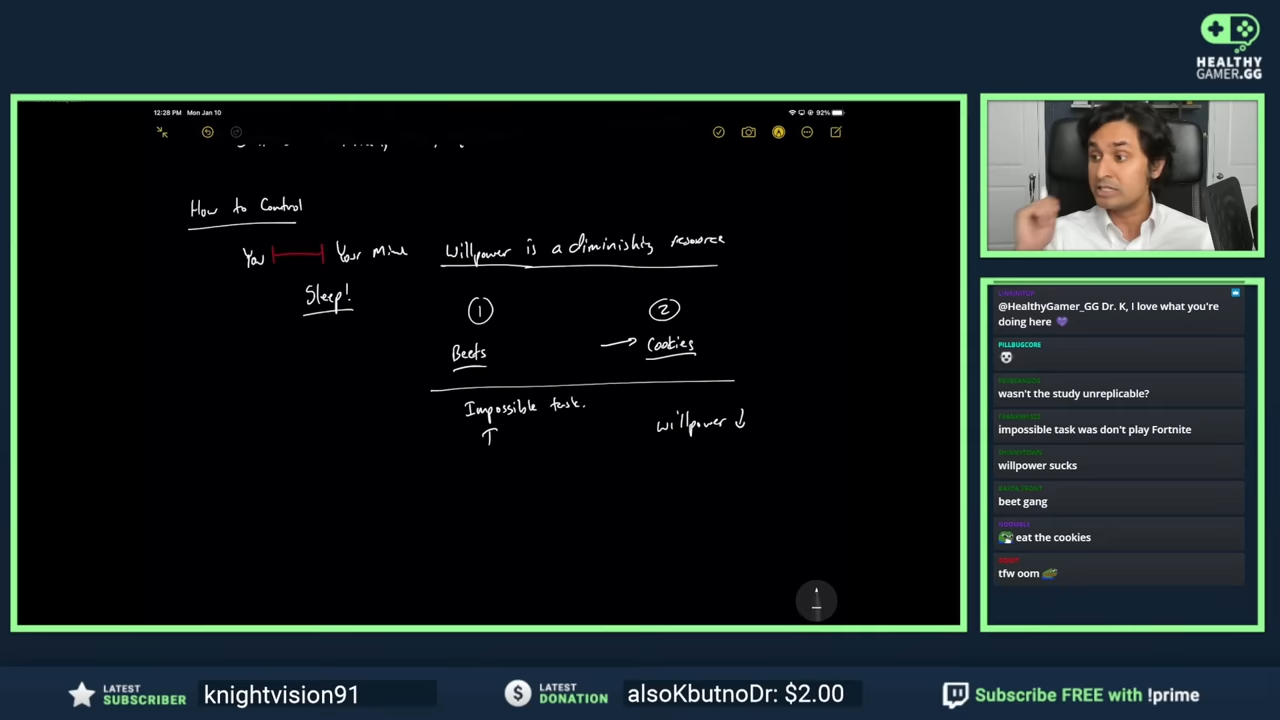 HEALTHY
GAMER.GG
12:28 PM Mon Jan 10
92%
How to Control
You Your Mind
Willpower is a diminishing resource
Sleep!
1
2
Beets
Cookies
Impossible task.
willpower ↓
↑
@HealthyGamer_GG Dr. K, I love what you're
doing here 💜
PILLBUGCORE
wasn't the study unreplicable?
impossible task was don't play Fortnite
willpower sucks
beet gang
eat the cookies
tfw oom
LATEST
SUBSCRIBER
knightvision91
$
LATEST
DONATION
alsoKbutnoDr: $2.00
Subscribe FREE with !prime